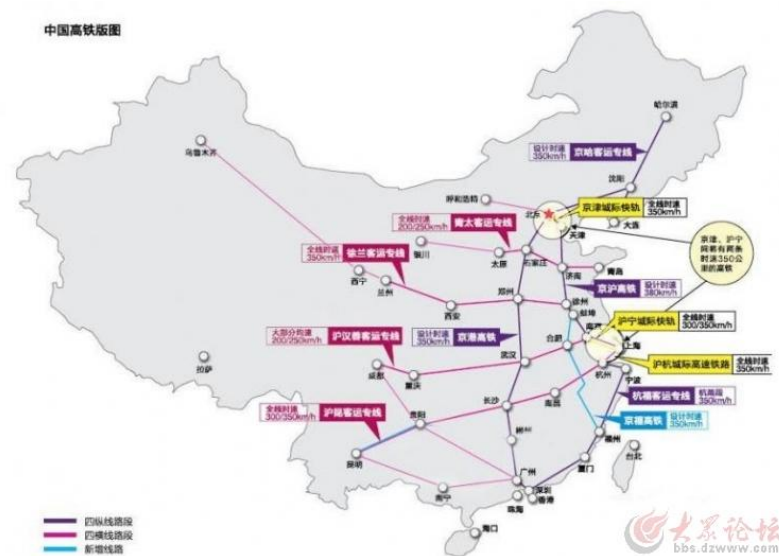 中国高铁版图
哈尔滨
乌鲁木齐
设计时速
350km/h
京哈客运专线
沈阳
呼和浩特
北京
京津城际快轨
全线时速
350km/h
大连
天津
全线时速
200/250km/h
青太客运专线
京津、沪宁
间将有两条
时速350公
里的高铁
全线时速
350km/h
徐兰客运专线
银川
太原
石家庄
济南
青岛
西宁
兰州
京沪高铁
设计时速
380km/h
郑州
徐州
西安
蚌埠
南京
沪宁城际快轨
全线时速
300/350km/h
大部分时速
200/250km/h
沪汉蓉客运专线
设计时速
350km/h
京港高铁
合肥
上海
武汉
沪杭城际高速铁路
全线时速
350km/h
拉萨
成都
重庆
杭州
宁波
杭福客运专线
杭甬段
350km/h
全线时速
300/350km/h
沪昆客运专线
贵阳
长沙
南昌
京福高铁
设计时速
350km/h
郴州
福州
昆明
台北
厦门
广州
南宁
深圳
珠海
香港
海口
四纵线路段
四横线路段
新增线路
大众论坛
bbs.dzwww.com